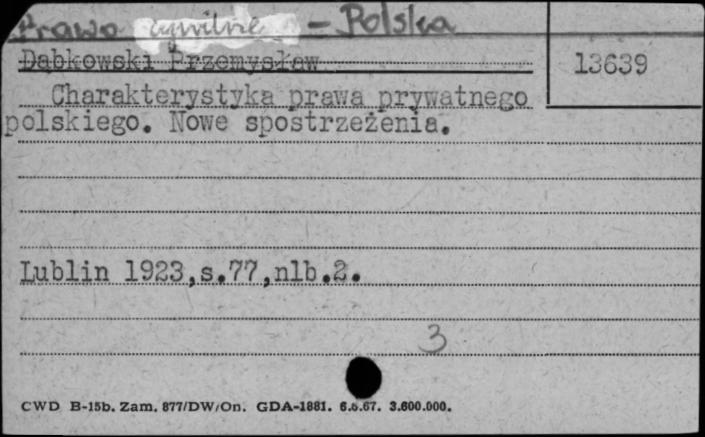 Prawo cywilne - Polska
Dąbkowski Przemysław
13639
Charakterystyka prawa prywatnego
polskiego. Nowe spostrzeżenia.
Lublin 1923,s.77,nlb.2.
3
CWD B-15b. Zam. 877/DW/On. GDA-1881. 6.6.67. 3.600.000.